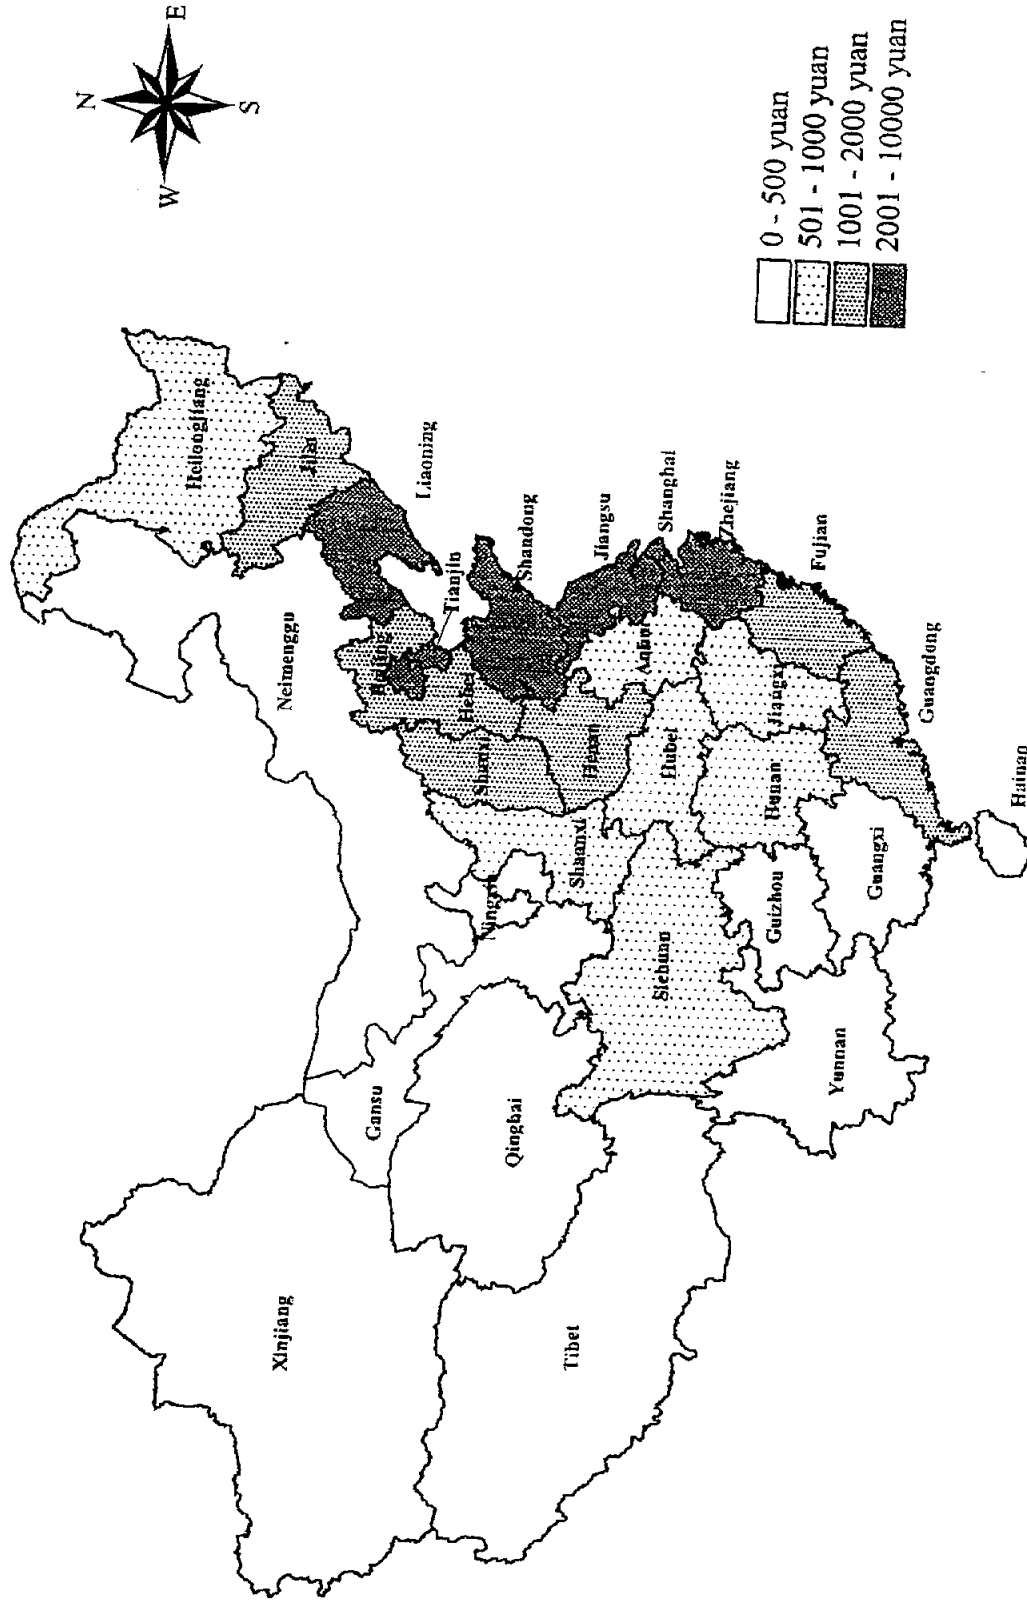 N
E
W
S
Heilongjiang
Jilin
Liaoning
Neimenggu
Xinjiang
Gansu
Beijing
Tianjin
Hebei
Shanxi
Shandong
Ningxia
Qinghai
Shaanxi
Henan
Jiangsu
Tibet
Sichuan
Hubei
Anhui
Shanghai
Zhejiang
Yunnan
Guizhou
Hunan
Jiangxi
Fujian
Guangxi
Guangdong
Hainan
0 - 500 yuan
501 - 1000 yuan
1001 - 2000 yuan
2001 - 10000 yuan